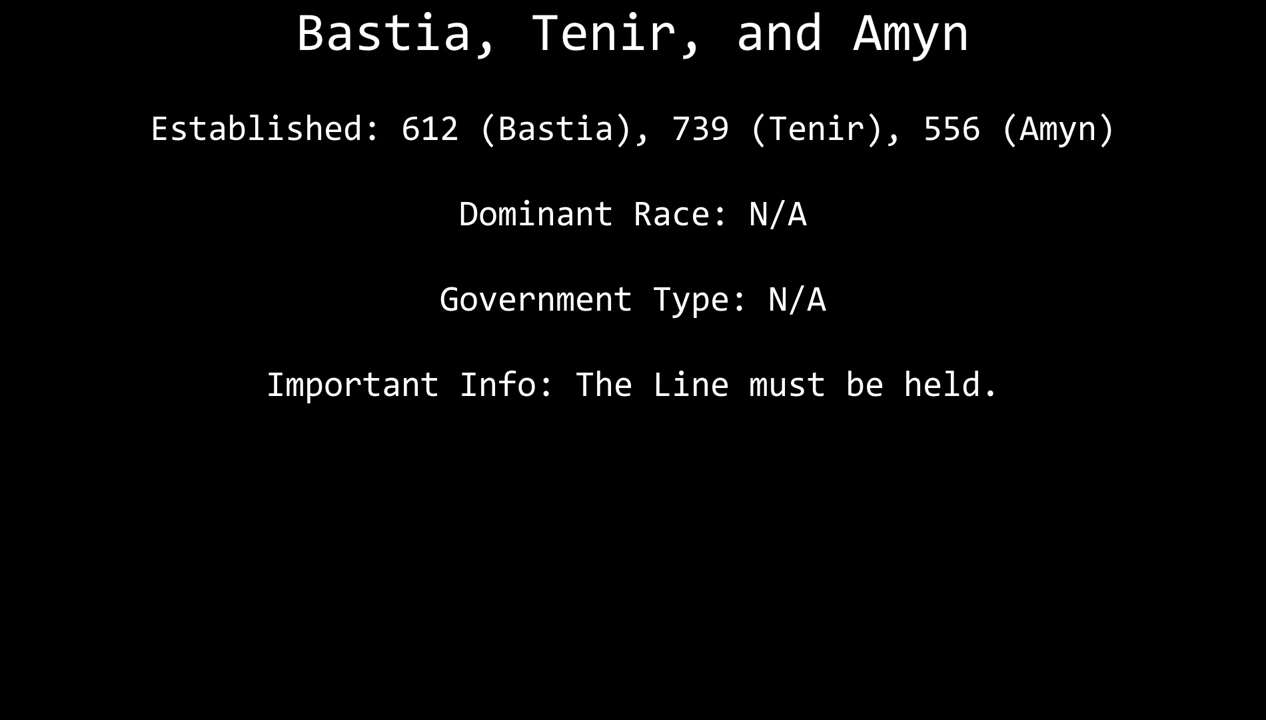 Bastia, Tenir, and Amyn
Established: 612 (Bastia), 739 (Tenir), 556 (Amyn)
Dominant Race: N/A
Government Type: N/A
Important Info: The Line must be held.